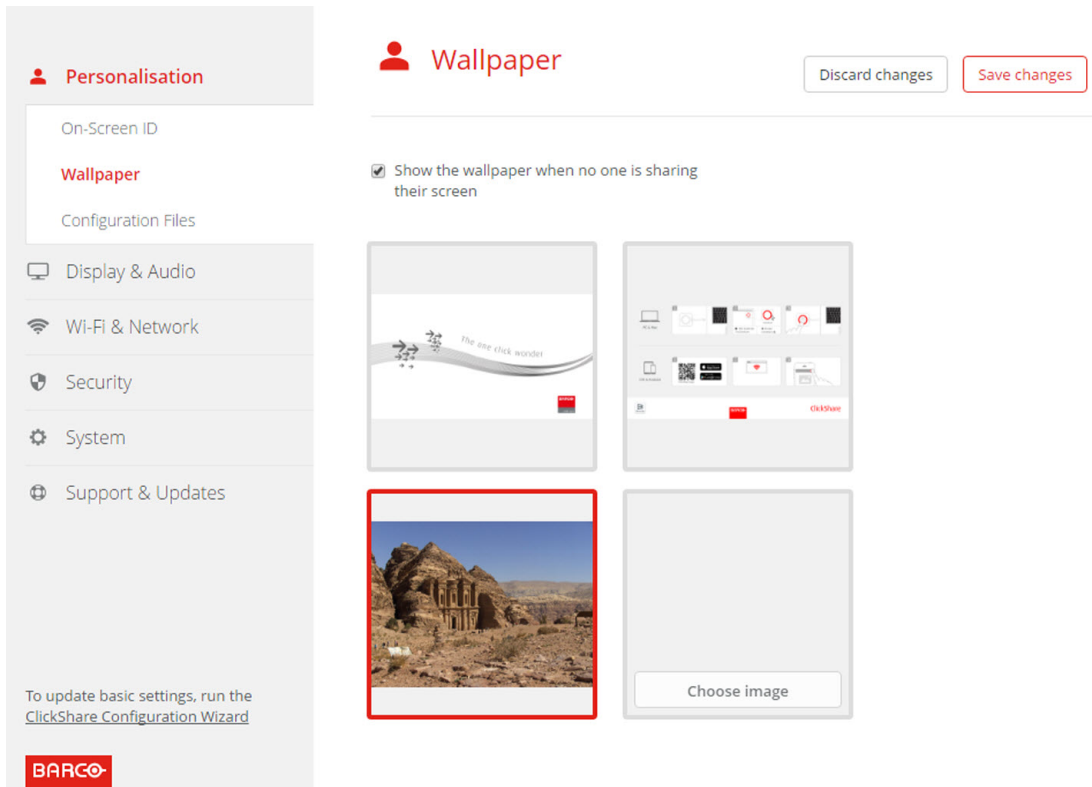 Personalisation
On-Screen ID
Wallpaper
Configuration Files
Display & Audio
Wi-Fi & Network
Security
System
Support & Updates
To update basic settings, run the
ClickShare Configuration Wizard
BARCO
Wallpaper
Discard changes
Save changes
Show the wallpaper when no one is sharing
their screen
The one click wonder
ClickShare
Choose image